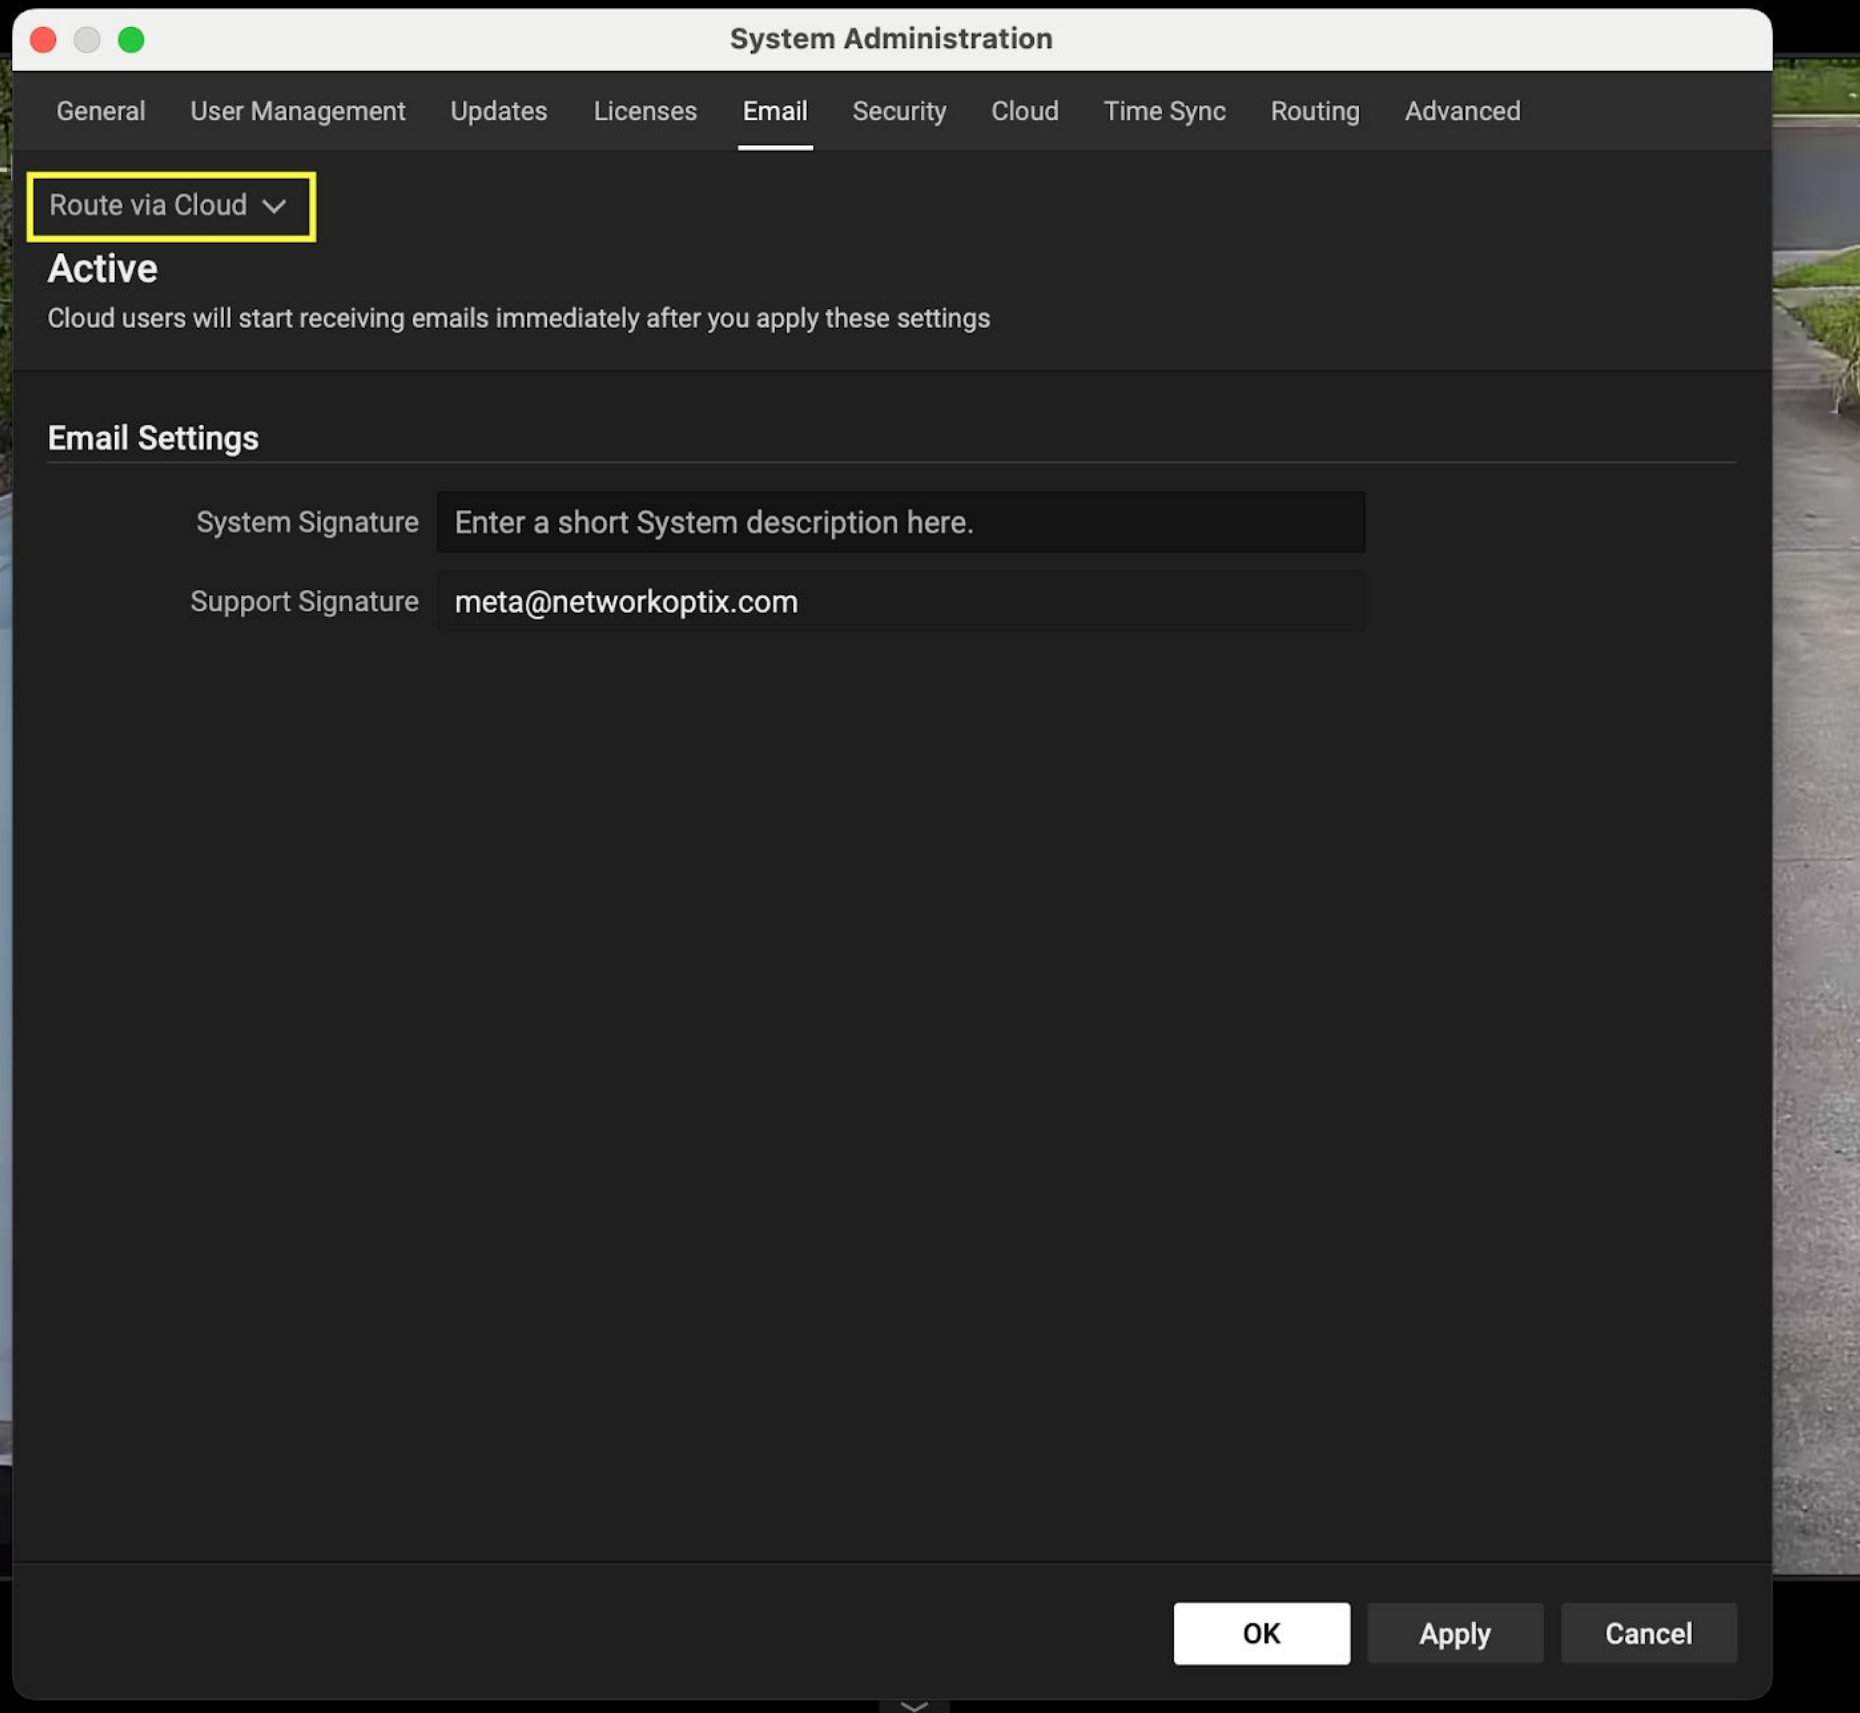 System Administration
General User Management Updates Licenses Email Security Cloud Time Sync Routing Advanced
Route via Cloud
Active
Cloud users will start receiving emails immediately after you apply these settings
Email Settings
System Signature Enter a short System description here.
Support Signature meta@networkoptix.com
OK Apply Cancel